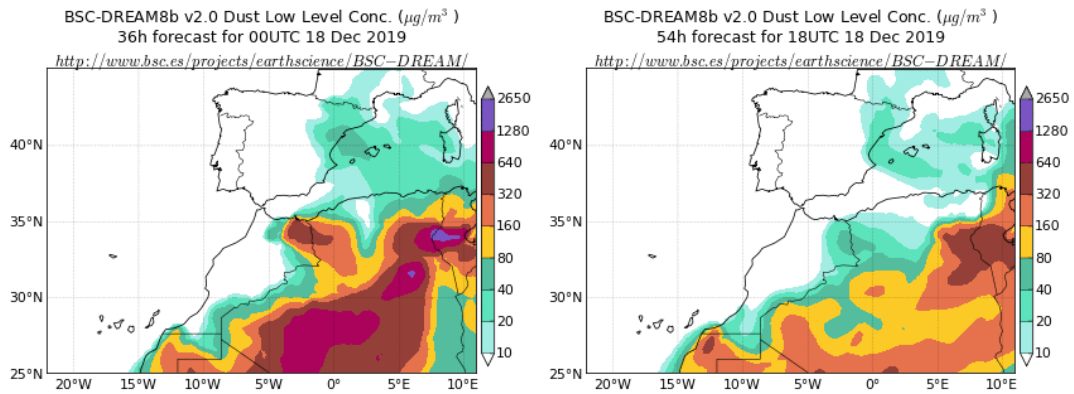 BSC-DREAM8b v2.0 Dust Low Level Conc. (μg/m³ )
36h forecast for 00UTC 18 Dec 2019
http://www.bsc.es/projects/earthscience/BSC−DREAM/
40°N
35°N
30°N
25°N
20°W 15°W 10°W 5°W 0° 5°E 10°E
2650
1280
640
320
160
80
40
20
10
BSC-DREAM8b v2.0 Dust Low Level Conc. (μg/m³ )
54h forecast for 18UTC 18 Dec 2019
http://www.bsc.es/projects/earthscience/BSC−DREAM/
40°N
35°N
30°N
25°N
20°W 15°W 10°W 5°W 0° 5°E 10°E
2650
1280
640
320
160
80
40
20
10